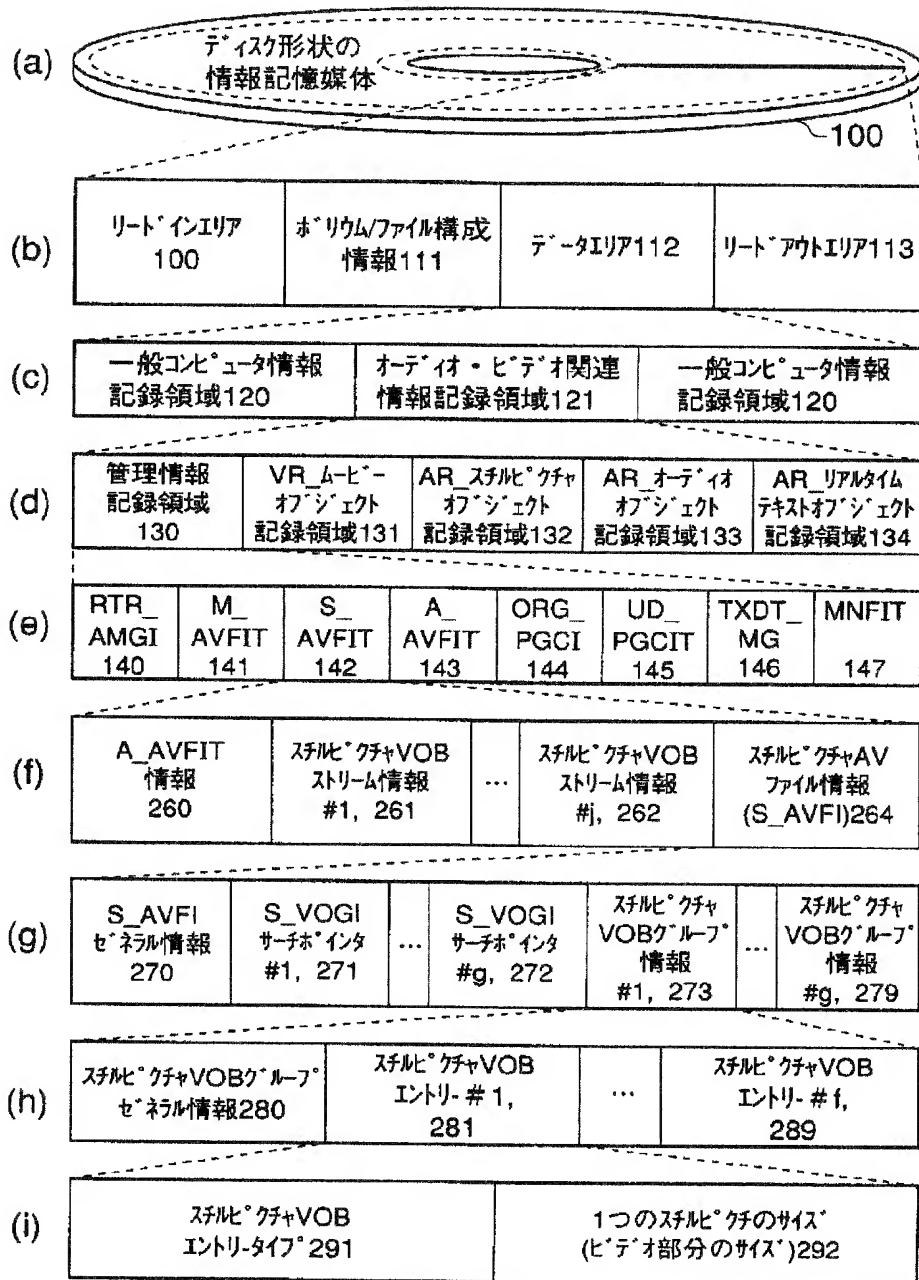 (a)
ディスク形状の
情報記憶媒体
100
(b)
リードインエリア
100
ボリウム/ファイル構成
情報111
データエリア112
リードアウトエリア113
(c)
一般コンピュータ情報
記録領域120
オーディオ・ビデオ関連
情報記録領域121
一般コンピュータ情報
記録領域120
(d)
管理情報
記録領域
130
VR_ムービー
オブジェクト
記録領域131
AR_スチルピクチャ
オブジェクト
記録領域132
AR_オーディオ
オブジェクト
記録領域133
AR_リアルタイム
テキストオブジェクト
記録領域134
(e)
RTR_
AMGI
140
M_
AVFIT
141
S_
AVFIT
142
A_
AVFIT
143
ORG_
PGCI
144
UD_
PGCIT
145
TXDT_
MG
146
MNFIT
147
(f)
A_AVFIT
情報
260
スチルピクチャVOB
ストリーム情報
#1, 261
…
スチルピクチャVOB
ストリーム情報
#j, 262
スチルピクチャAV
ファイル情報
(S_AVFI)264
(g)
S_AVFI
ゼネラル情報
270
S_VOGI
サーチポインタ
#1, 271
…
S_VOGI
サーチポインタ
#g, 272
スチルピクチャ
VOBグループ
情報
#1, 273
…
スチルピクチャ
VOBグループ
情報
#g, 279
(h)
スチルピクチャVOBグループ
ゼネラル情報280
スチルピクチャVOB
エントリ-#1,
281
…
スチルピクチャVOB
エントリ-#f,
289
(i)
スチルピクチャVOB
エントリ-タイプ291
1つのスチルピクチのサイズ
(ビデオ部分のサイズ)292